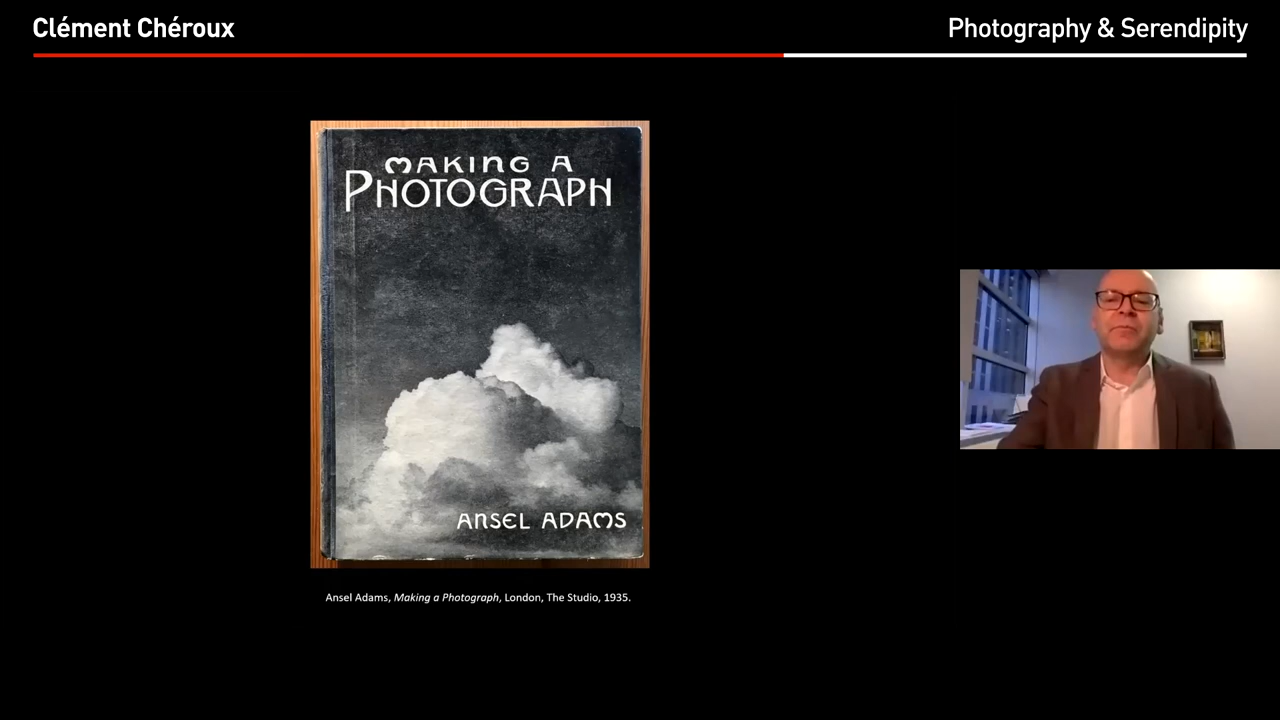 Clément Chéroux
Photography & Serendipity
MAKING A
PHOTOGRAPH
ANSEL ADAMS
Ansel Adams, Making a Photograph, London, The Studio, 1935.